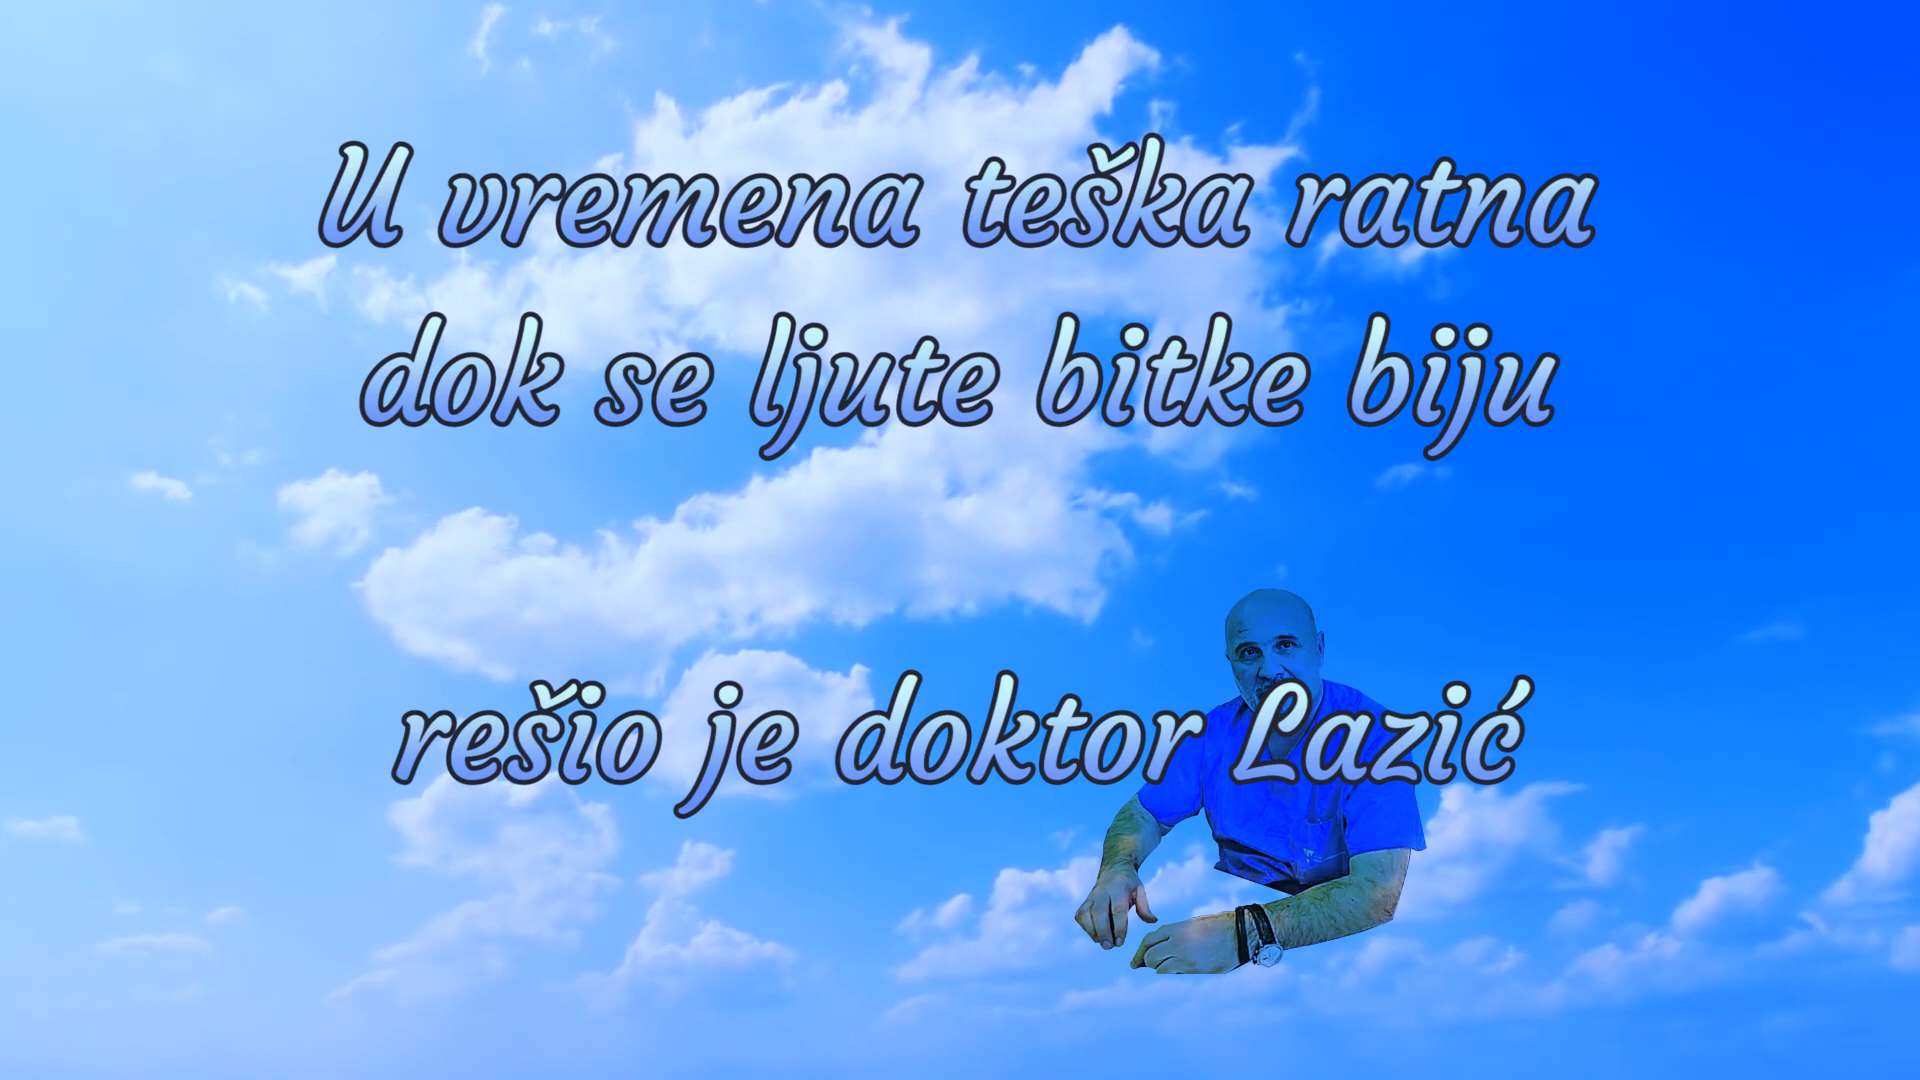 U vremena teška ratna
dok se ljute bitke biju
rešio je doktor Lazić